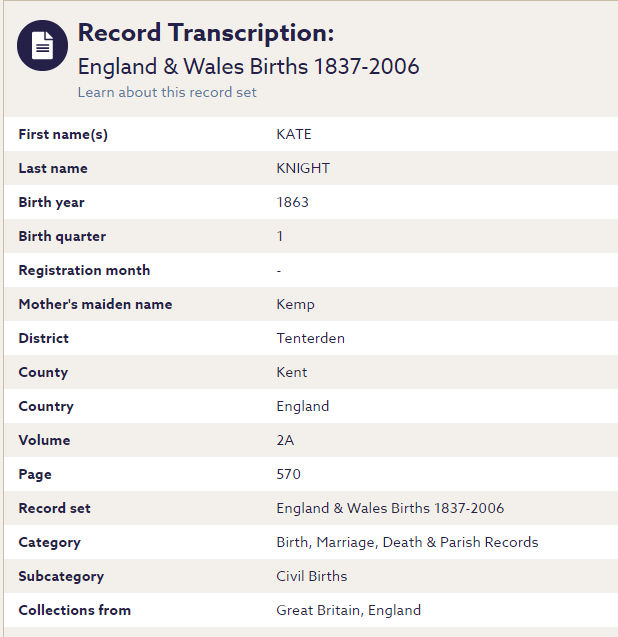 Record Transcription:
England & Wales Births 1837-2006
Learn about this record set
First name(s) KATE
Last name KNIGHT
Birth year 1863
Birth quarter 1
Registration month -
Mother's maiden name Kemp
District Tenterden
County Kent
Country England
Volume 2A
Page 570
Record set England & Wales Births 1837-2006
Category Birth, Marriage, Death & Parish Records
Subcategory Civil Births
Collections from Great Britain, England